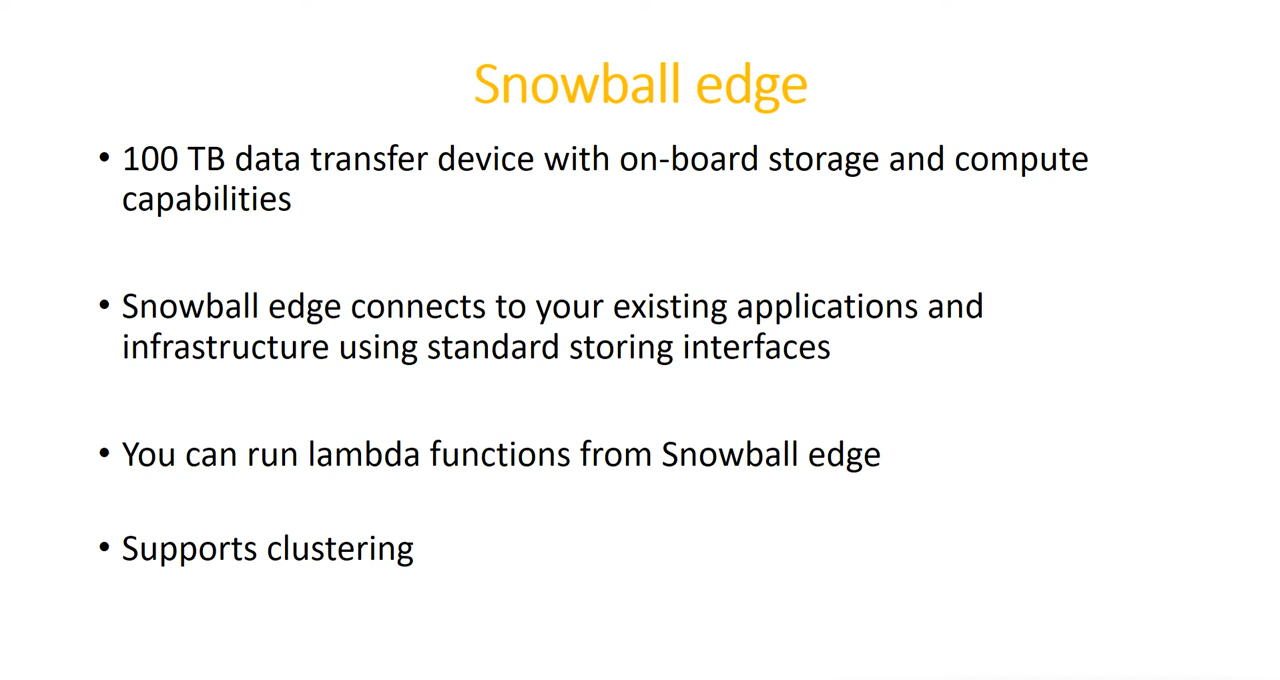 Snowball edge
• 100 TB data transfer device with on-board storage and compute
capabilities
• Snowball edge connects to your existing applications and
infrastructure using standard storing interfaces
• You can run lambda functions from Snowball edge
• Supports clustering